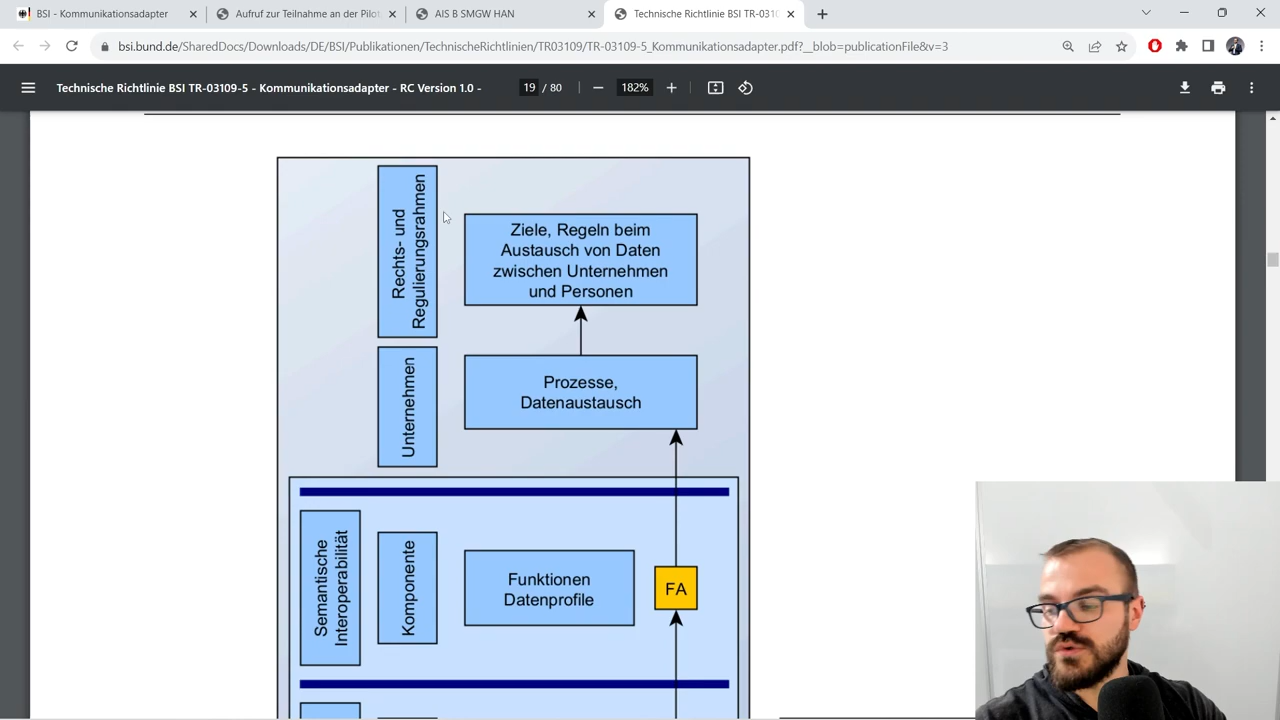 BSI - Kommunikationsadapter
Aufruf zur Teilnahme an der Pilot
AIS B SMGW HAN
Technische Richtlinie BSI TR-0310
bsi.bund.de/SharedDocs/Downloads/DE/BSI/Publikationen/TechnischeRichtlinien/TR03109/TR-03109-5_Kommunikationsadapter.pdf?__blob=publicationFile&v=3
Technische Richtlinie BSI TR-03109-5 - Kommunikationsadapter - RC Version 1.0 -
19 / 80
182%
Rechts- und
Regulierungsrahmen
Ziele, Regeln beim
Austausch von Daten
zwischen Unternehmen
und Personen
Unternehmen
Prozesse,
Datenaustausch
Semantische
Interoperabilität
Komponente
Funktionen
Datenprofile
FA